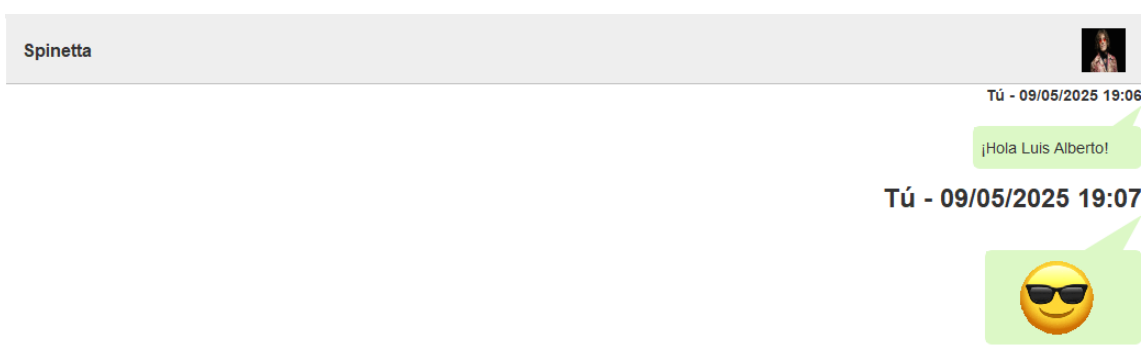 Spinetta
Tú - 09/05/2025 19:06
¡Hola Luis Alberto!
Tú - 09/05/2025 19:07
😎